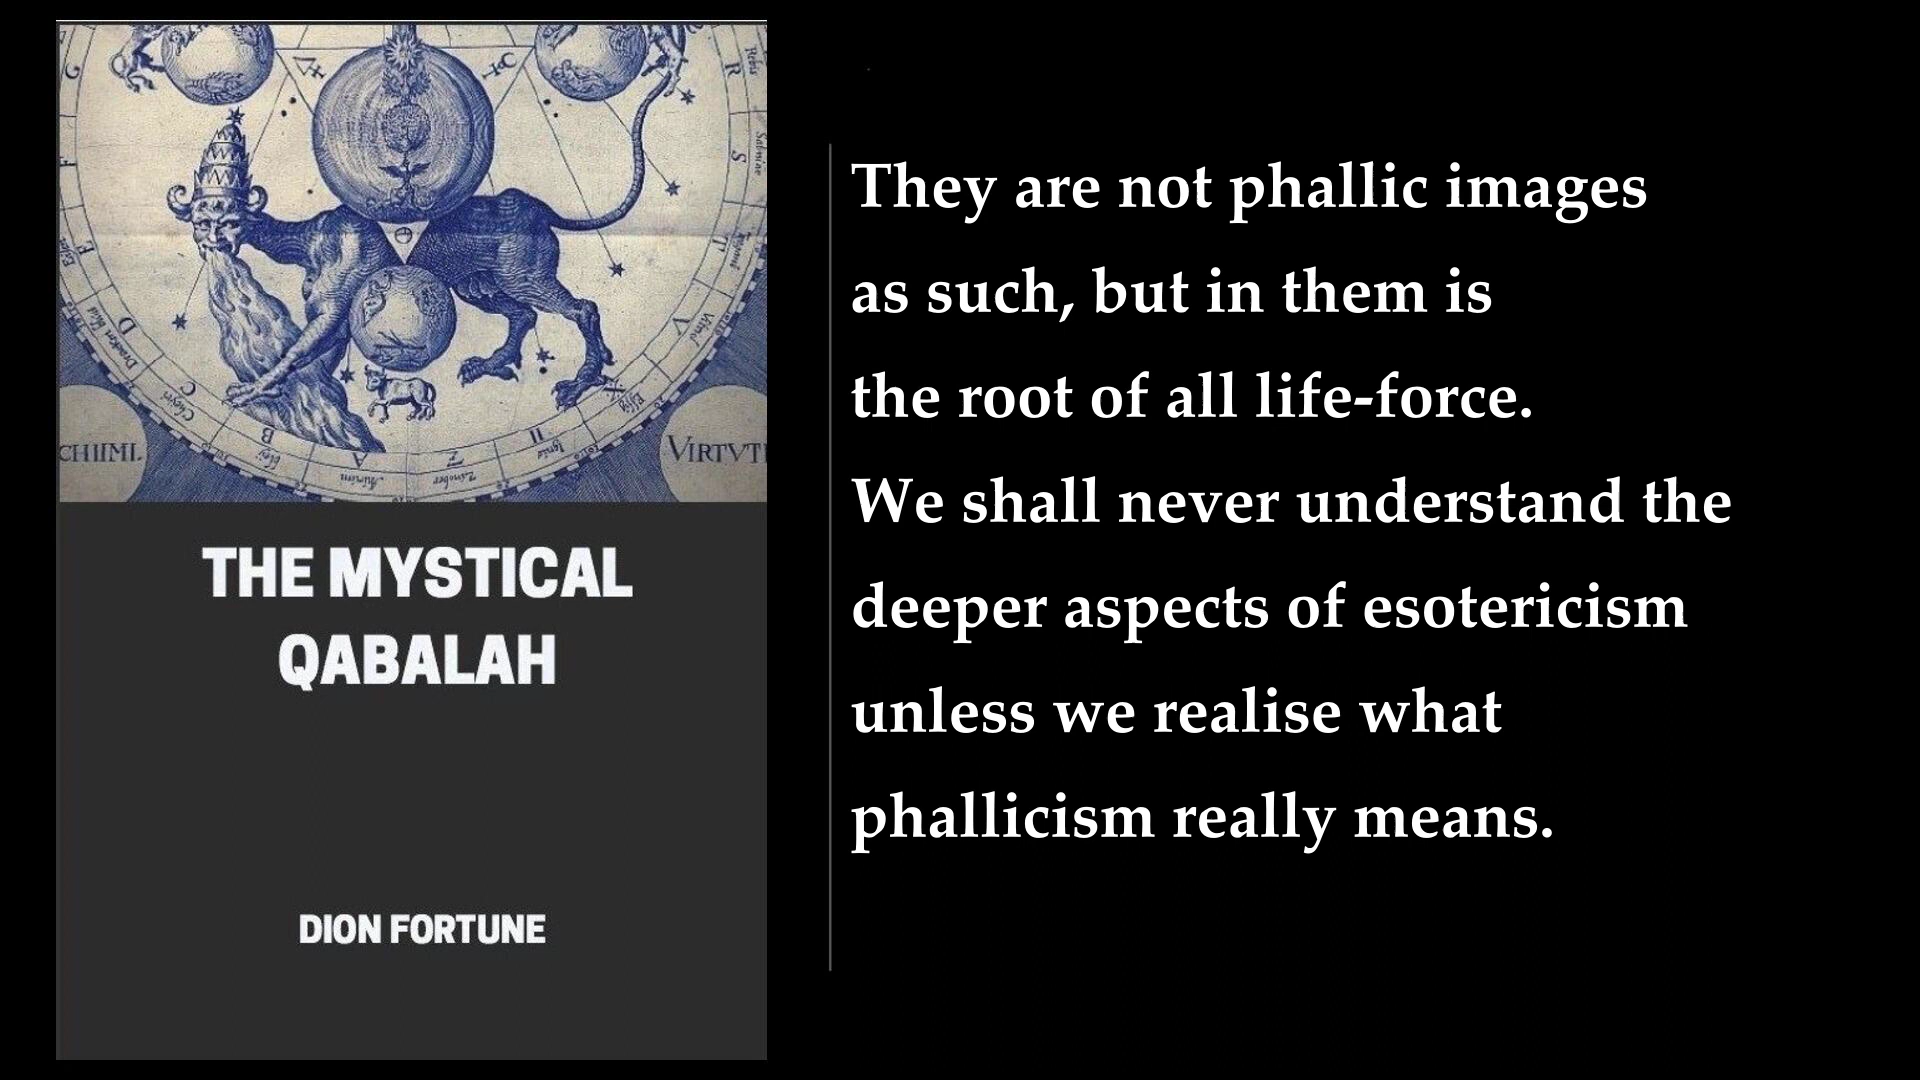 THE MYSTICAL
QABALAH
DION FORTUNE
CHIIMI.
VIRTVT
They are not phallic images
as such, but in them is
the root of all life-force.
We shall never understand the
deeper aspects of esotericism
unless we realise what
phallicism really means.